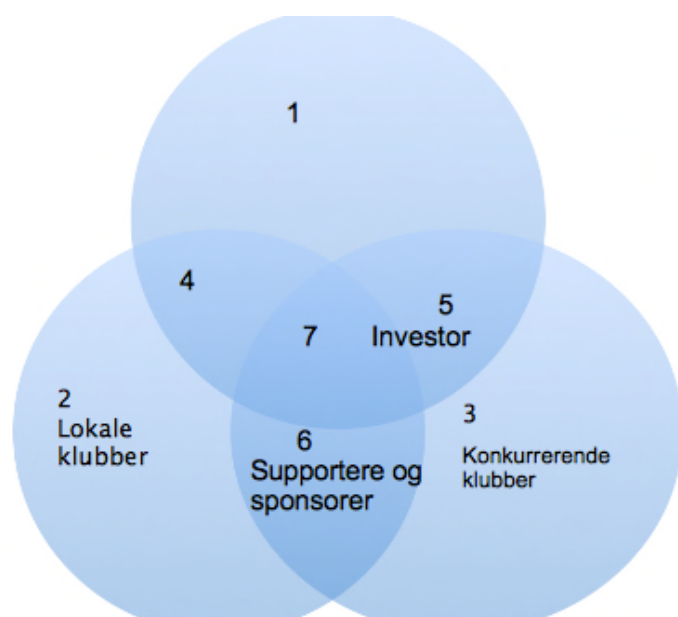 1
4
5
7
Investor
2
Lokale
klubber
3
Konkurrerende
klubber
6
Supportere og
sponsorer